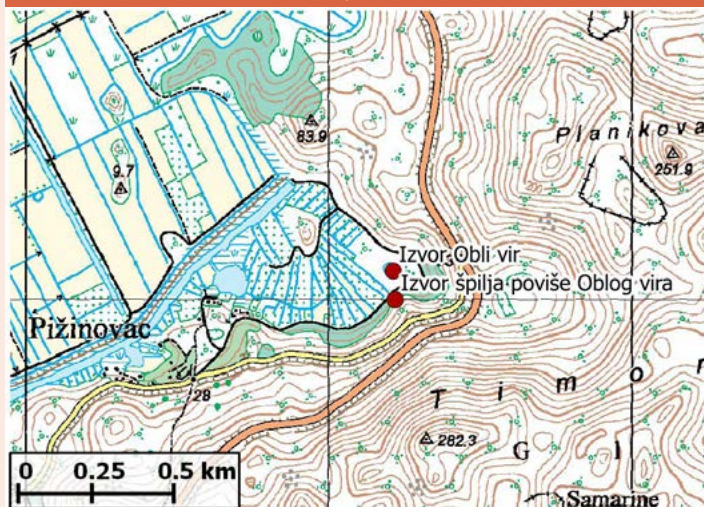 83.9
Planikova
251.9
9.7
Izvor Obli vir
Izvor špilja poviše Oblog vira
Pižinovac
28
Timor
282.3
G l
0 0.25 0.5 km
Samarine